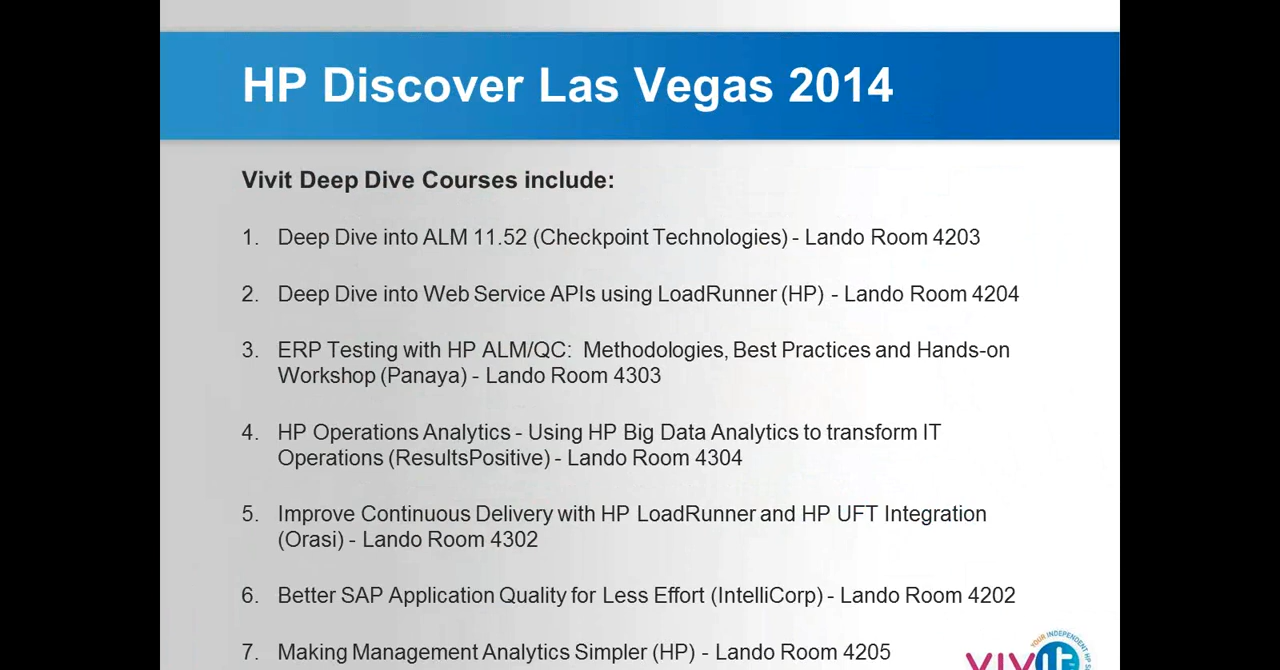 HP Discover Las Vegas 2014
Vivit Deep Dive Courses include:
1. Deep Dive into ALM 11.52 (Checkpoint Technologies) - Lando Room 4203
2. Deep Dive into Web Service APIs using LoadRunner (HP) - Lando Room 4204
3. ERP Testing with HP ALM/QC: Methodologies, Best Practices and Hands-on
Workshop (Panaya) - Lando Room 4303
4. HP Operations Analytics - Using HP Big Data Analytics to transform IT
Operations (ResultsPositive) - Lando Room 4304
5. Improve Continuous Delivery with HP LoadRunner and HP UFT Integration
(Orasi) - Lando Room 4302
6. Better SAP Application Quality for Less Effort (IntelliCorp) - Lando Room 4202
7. Making Management Analytics Simpler (HP) - Lando Room 4205
YOUR INDEPENDENT HP